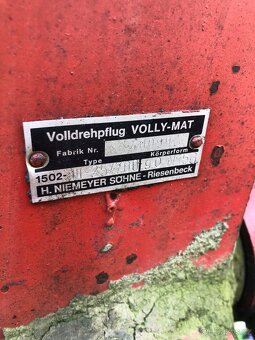 Volldrehpflug VOLLY-MAT
Fabrik Nr.
Type Körperform
1502-
H. NIEMEYER SÖHNE - Riesenbeck